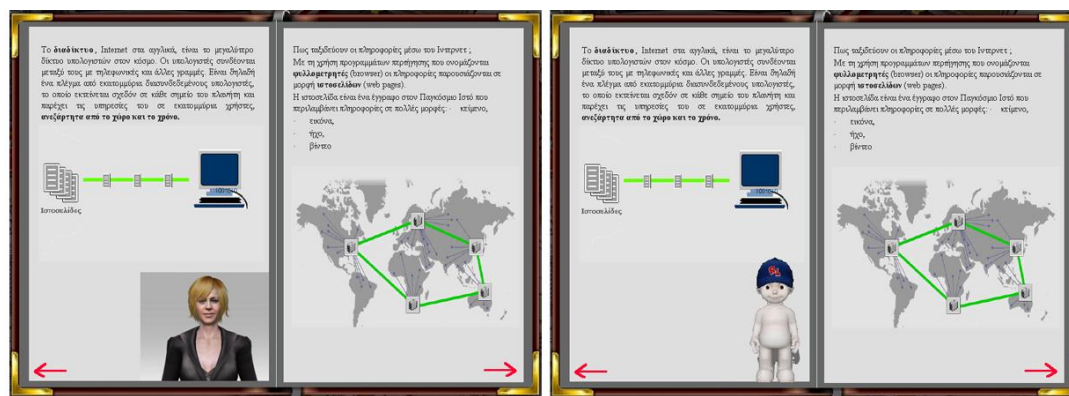 Το διαδίκτυο, Internet στα αγγλικά, είναι το μεγαλύτερο
δίκτυο υπολογιστών στον κόσμο. Οι υπολογιστές συνδέονται
μεταξύ τους με τηλεφωνικές και άλλες γραμμές. Είναι δηλαδή
ένα πλέγμα από εκατομμύρια διασυνδεδεμένους υπολογιστές,
το οποίο εκτείνεται σχεδόν σε κάθε σημείο του πλανήτη και
παρέχει τις υπηρεσίες του σε εκατομμύρια χρήστες,
ανεξάρτητα από το χώρο και το χρόνο.
1001010
Ιστοσελίδες
Πως ταξιδεύουν οι πληροφορίες μέσω του Ιντερνετ ;
Με τη χρήση προγραμμάτων περιήγησης που ονομάζονται
φυλλομετρητές (browser) οι πληροφορίες παρουσιάζονται σε
μορφή ιστοσελίδων (web pages).
Η ιστοσελίδα είναι ένα έγγραφο στον Παγκόσμιο Ιστό που
περιλαμβάνει πληροφορίες σε πολλές μορφές: · κείμενο,
· εικόνα,
· ήχο,
· βίντεο
Το διαδίκτυο, Internet στα αγγλικά, είναι το μεγαλύτερο
δίκτυο υπολογιστών στον κόσμο. Οι υπολογιστές συνδέονται
μεταξύ τους με τηλεφωνικές και άλλες γραμμές. Είναι δηλαδή
ένα πλέγμα από εκατομμύρια διασυνδεδεμένους υπολογιστές,
το οποίο εκτείνεται σχεδόν σε κάθε σημείο του πλανήτη και
παρέχει τις υπηρεσίες του σε εκατομμύρια χρήστες,
ανεξάρτητα από το χώρο και το χρόνο.
1001010
Ιστοσελίδες
Πως ταξιδεύουν οι πληροφορίες μέσω του Ιντερνετ ;
Με τη χρήση προγραμμάτων περιήγησης που ονομάζονται
φυλλομετρητές (browser) οι πληροφορίες παρουσιάζονται σε
μορφή ιστοσελίδων (web pages).
Η ιστοσελίδα είναι ένα έγγραφο στον Παγκόσμιο Ιστό που
περιλαμβάνει πληροφορίες σε πολλές μορφές: · κείμενο,
· εικόνα,
· ήχο,
· βίντεο